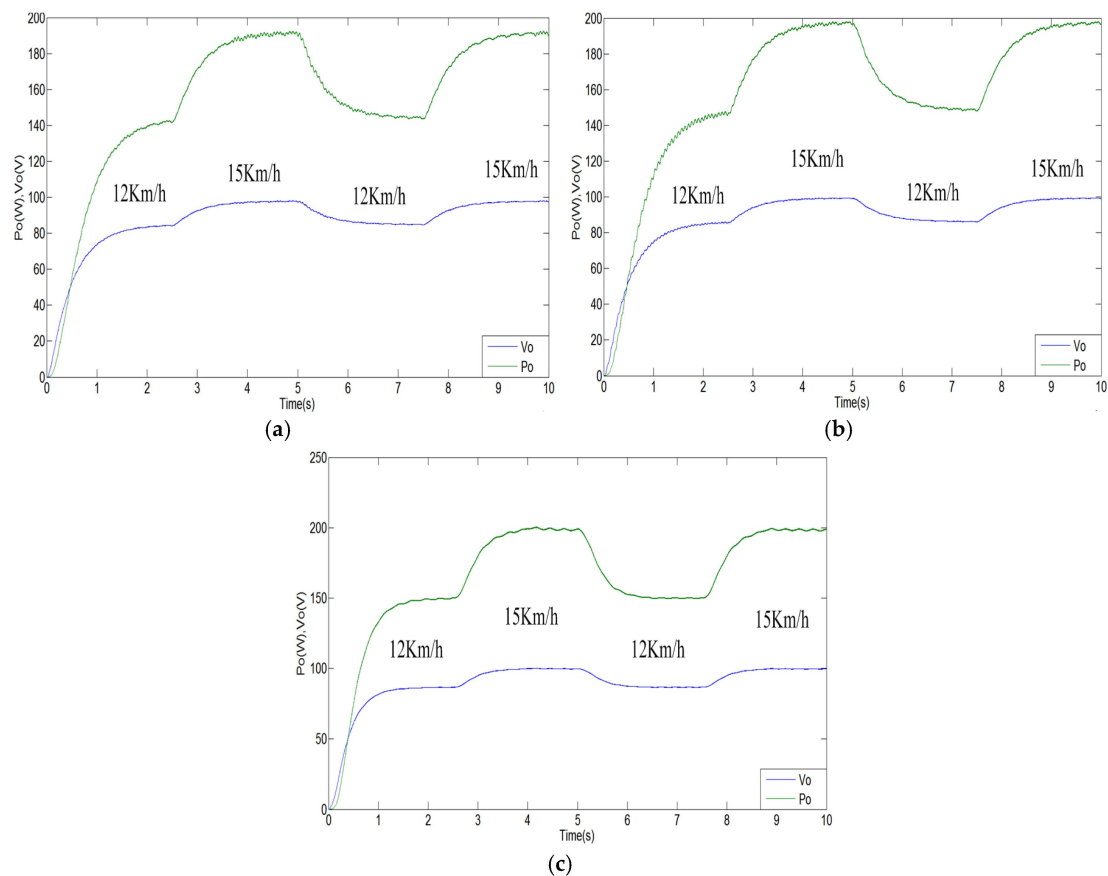 200
180
160
140
120
100
80
60
40
20
0
Po(W),Vo(V)
12Km/h
15Km/h
12Km/h
15Km/h
Vo
Po
0 1 2 3 4 5 6 7 8 9 10
Time(s)
(a)
200
180
160
140
120
100
80
60
40
20
0
Po(W),Vo(V)
12Km/h
15Km/h
12Km/h
15Km/h
Vo
Po
0 1 2 3 4 5 6 7 8 9 10
Time(s)
(b)
250
200
150
100
50
0
Po(W),Vo(V)
12Km/h
15Km/h
12Km/h
15Km/h
Vo
Po
0 1 2 3 4 5 6 7 8 9 10
Time(s)
(c)